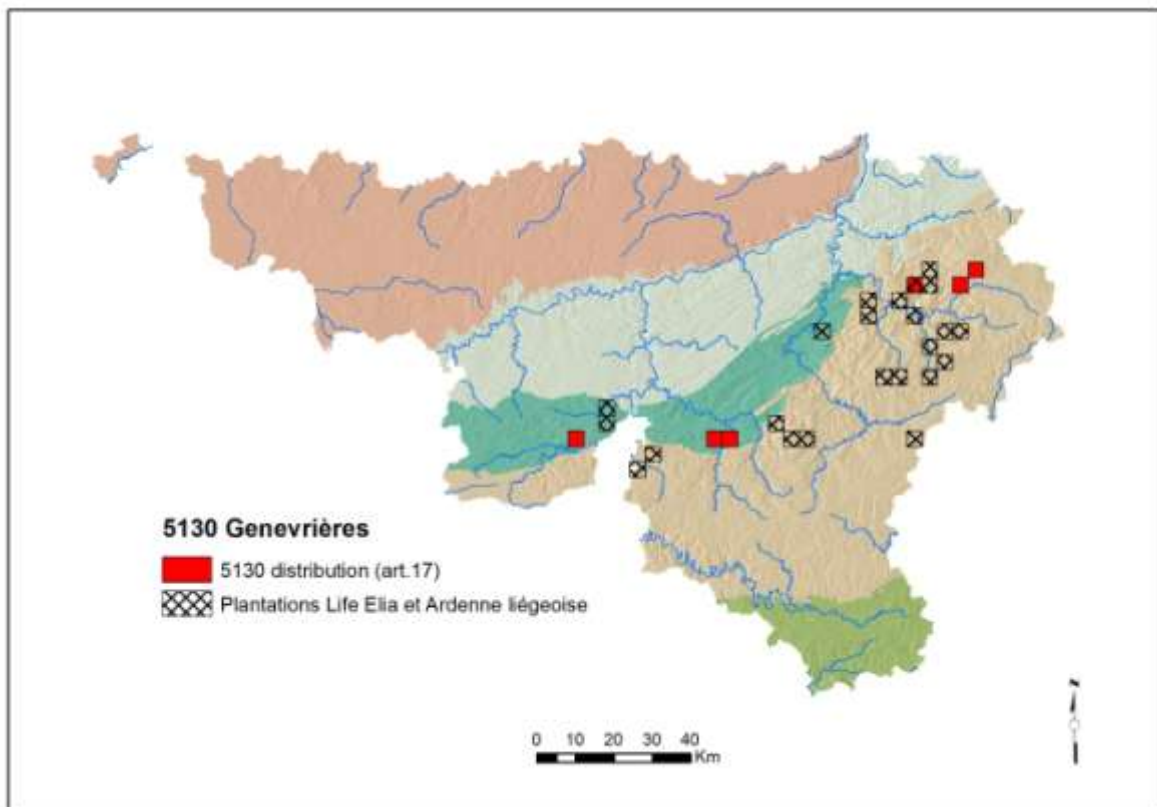 5130 Genevrières
5130 distribution (art.17)
Plantations Life Elia et Ardenne liégeoise
0 10 20 30 40
Km
N